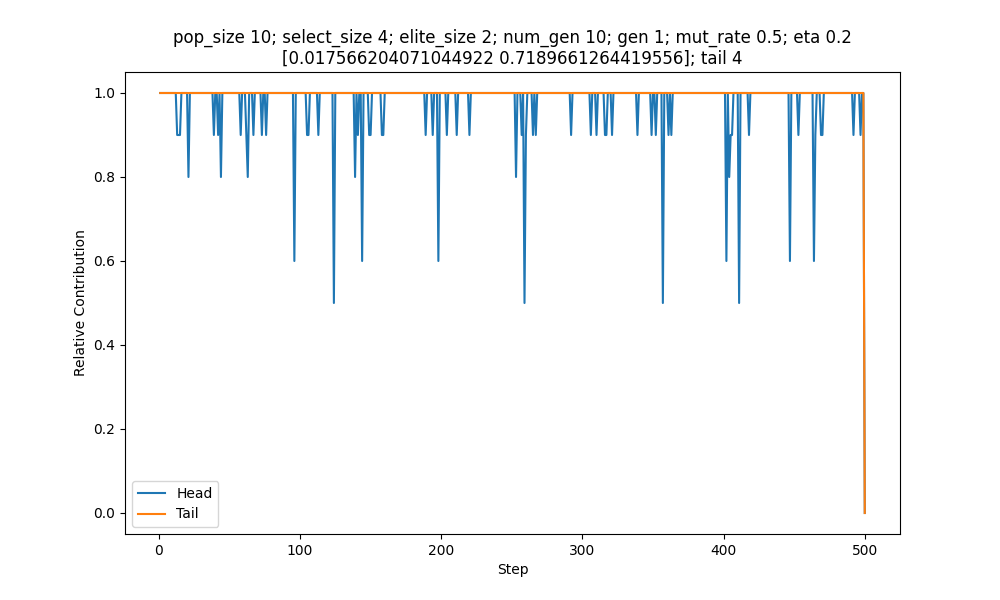 pop_size 10; select_size 4; elite_size 2; num_gen 10; gen 1; mut_rate 0.5; eta 0.2
[0.017566204071044922 0.7189661264419556]; tail 4
1.0
0.8
0.6
0.4
0.2
0.0
Relative Contribution
Head
Tail
0 100 200 300 400 500
Step